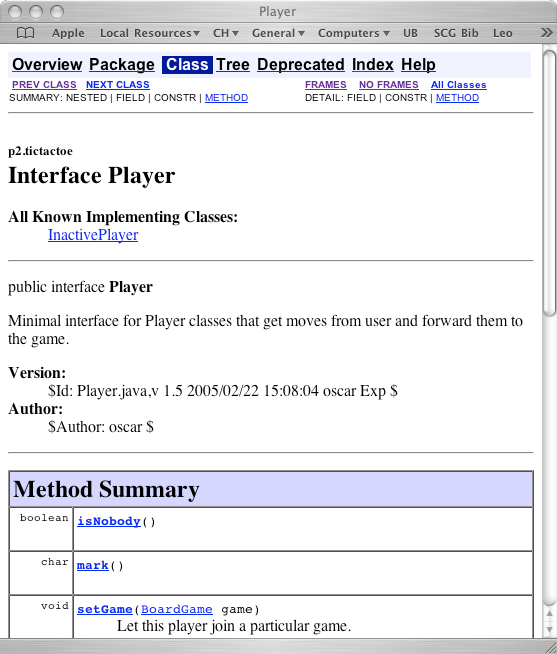 Player
Apple Local Resources CH General Computers UB SCG Bib Leo
Overview Package Class Tree Deprecated Index Help
PREV CLASS NEXT CLASS FRAMES NO FRAMES All Classes
SUMMARY: NESTED | FIELD | CONSTR | METHOD DETAIL: FIELD | CONSTR | METHOD
p2.tictactoe
Interface Player
All Known Implementing Classes:
InactivePlayer
public interface Player
Minimal interface for Player classes that get moves from user and forward them to
the game.
Version:
$Id: Player.java,v 1.5 2005/02/22 15:08:04 oscar Exp $
Author:
$Author: oscar $
Method Summary
boolean isNobody()
char mark()
void setGame(BoardGame game)
Let this player join a particular game.